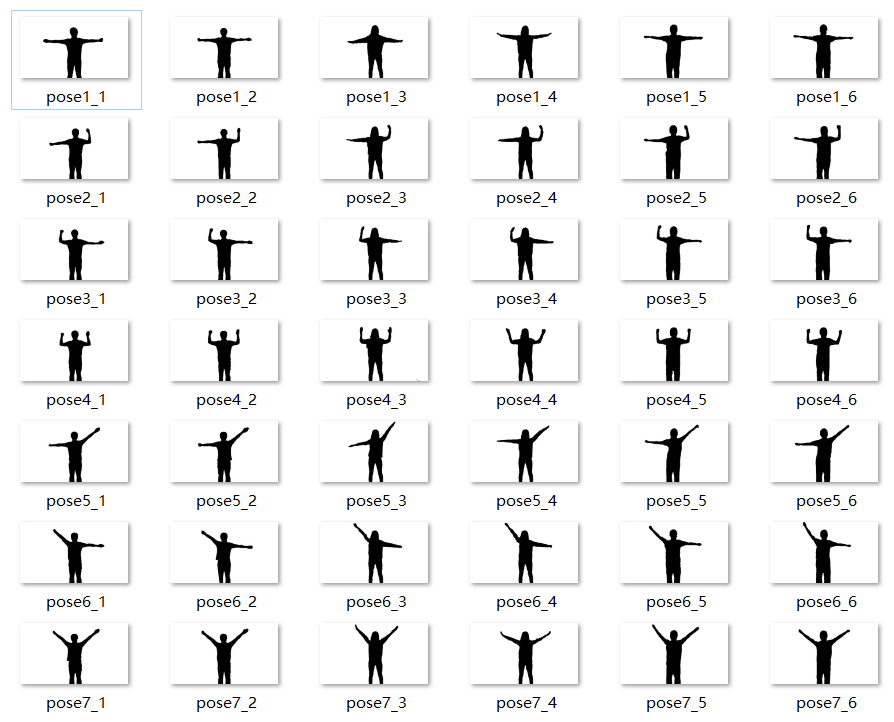 pose1_1 pose1_2 pose1_3 pose1_4 pose1_5 pose1_6
pose2_1 pose2_2 pose2_3 pose2_4 pose2_5 pose2_6
pose3_1 pose3_2 pose3_3 pose3_4 pose3_5 pose3_6
pose4_1 pose4_2 pose4_3 pose4_4 pose4_5 pose4_6
pose5_1 pose5_2 pose5_3 pose5_4 pose5_5 pose5_6
pose6_1 pose6_2 pose6_3 pose6_4 pose6_5 pose6_6
pose7_1 pose7_2 pose7_3 pose7_4 pose7_5 pose7_6